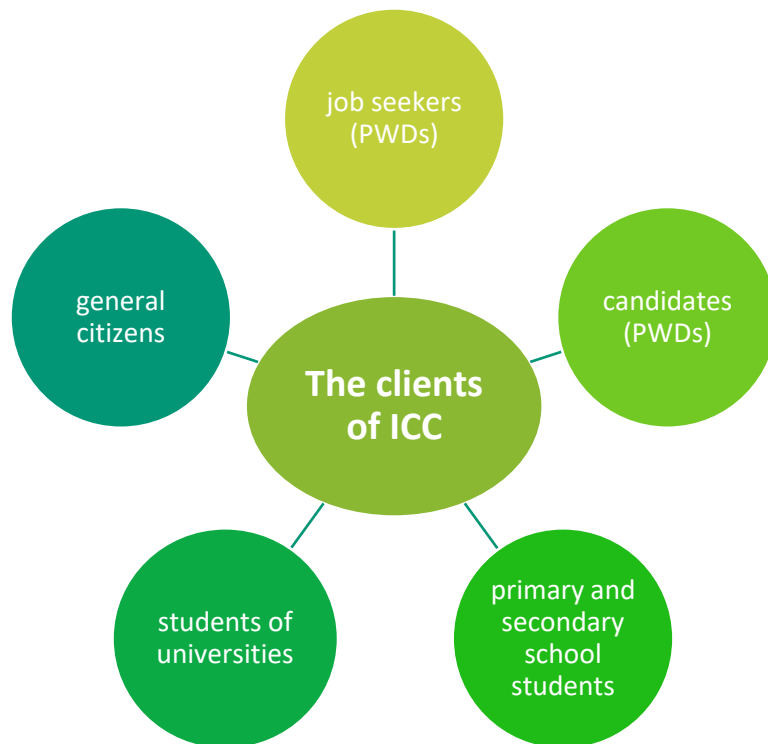 job seekers
(PWDs)
general
citizens
candidates
(PWDs)
The clients
of ICC
students of
universities
primary and
secondary
school
students